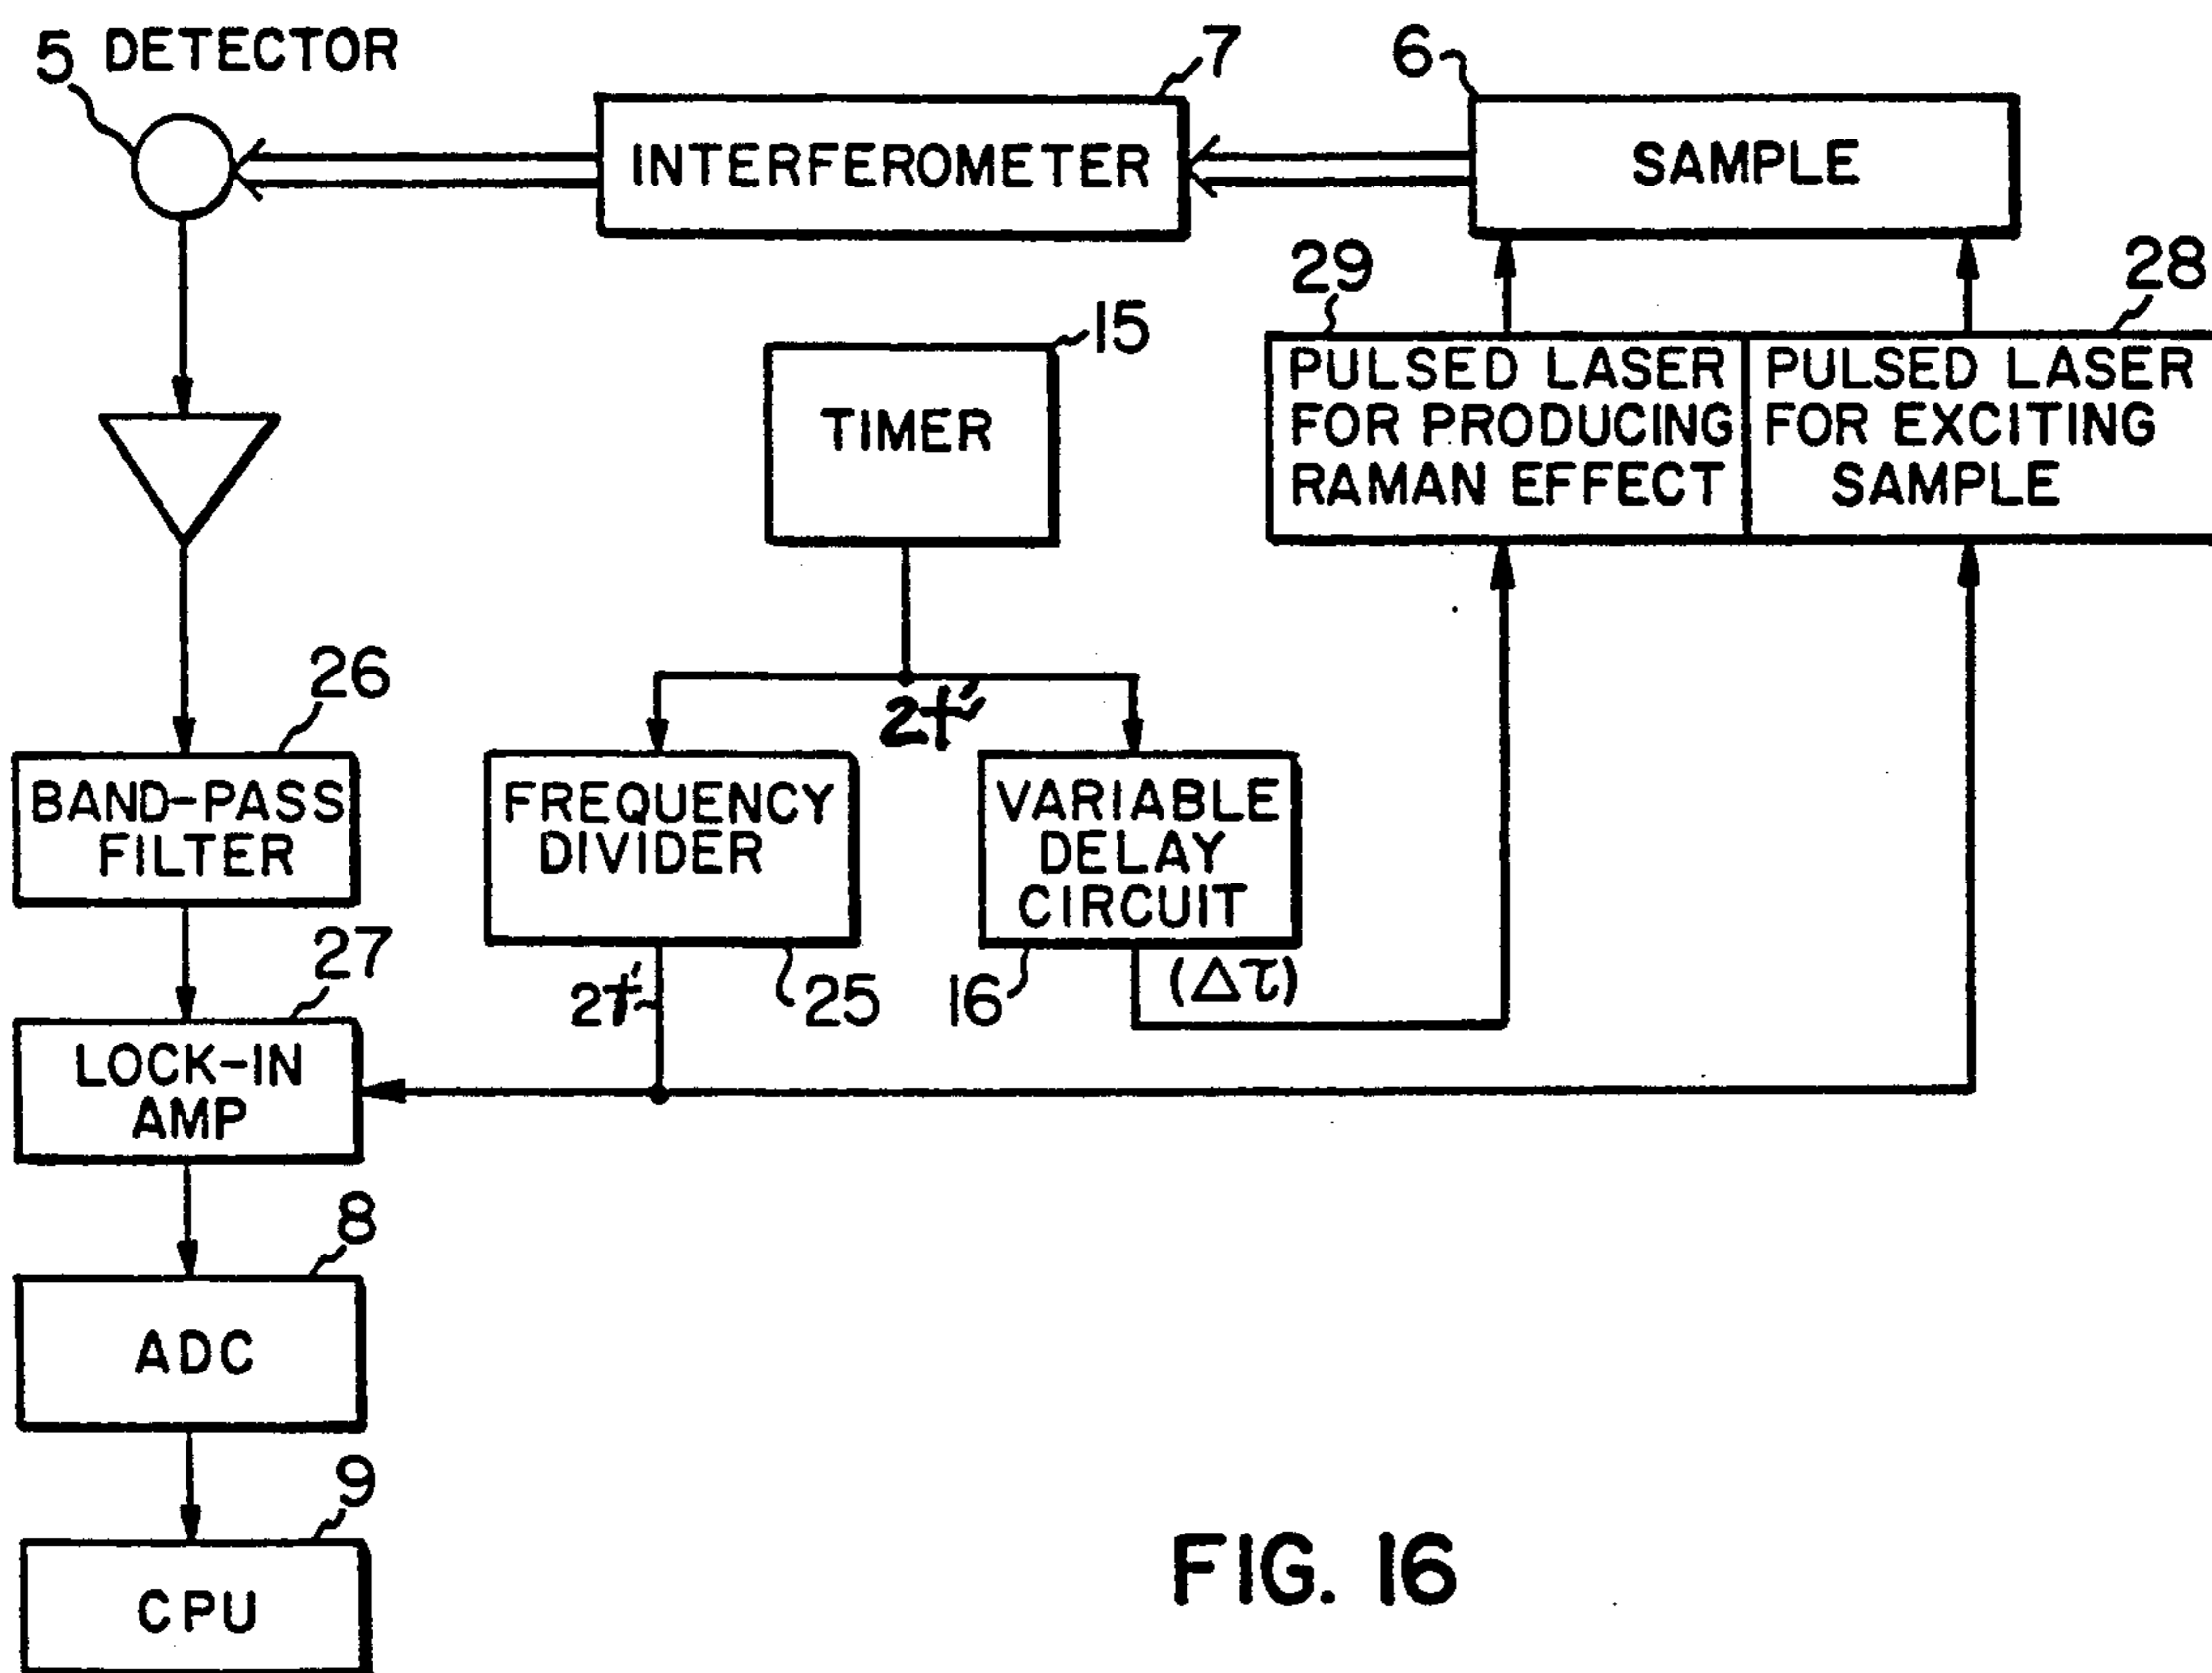 5 DETECTOR
7
6
INTERFEROMETER
SAMPLE
29
28
15
PULSED LASER FOR PRODUCING RAMAN EFFECT
PULSED LASER FOR EXCITING SAMPLE
TIMER
2f'
26
BAND-PASS
FILTER
FREQUENCY
DIVIDER
VARIABLE
DELAY
CIRCUIT
27
2f'
25
16
(Δτ)
LOCK-IN
AMP
8
ADC
9
CPU
FIG. 16